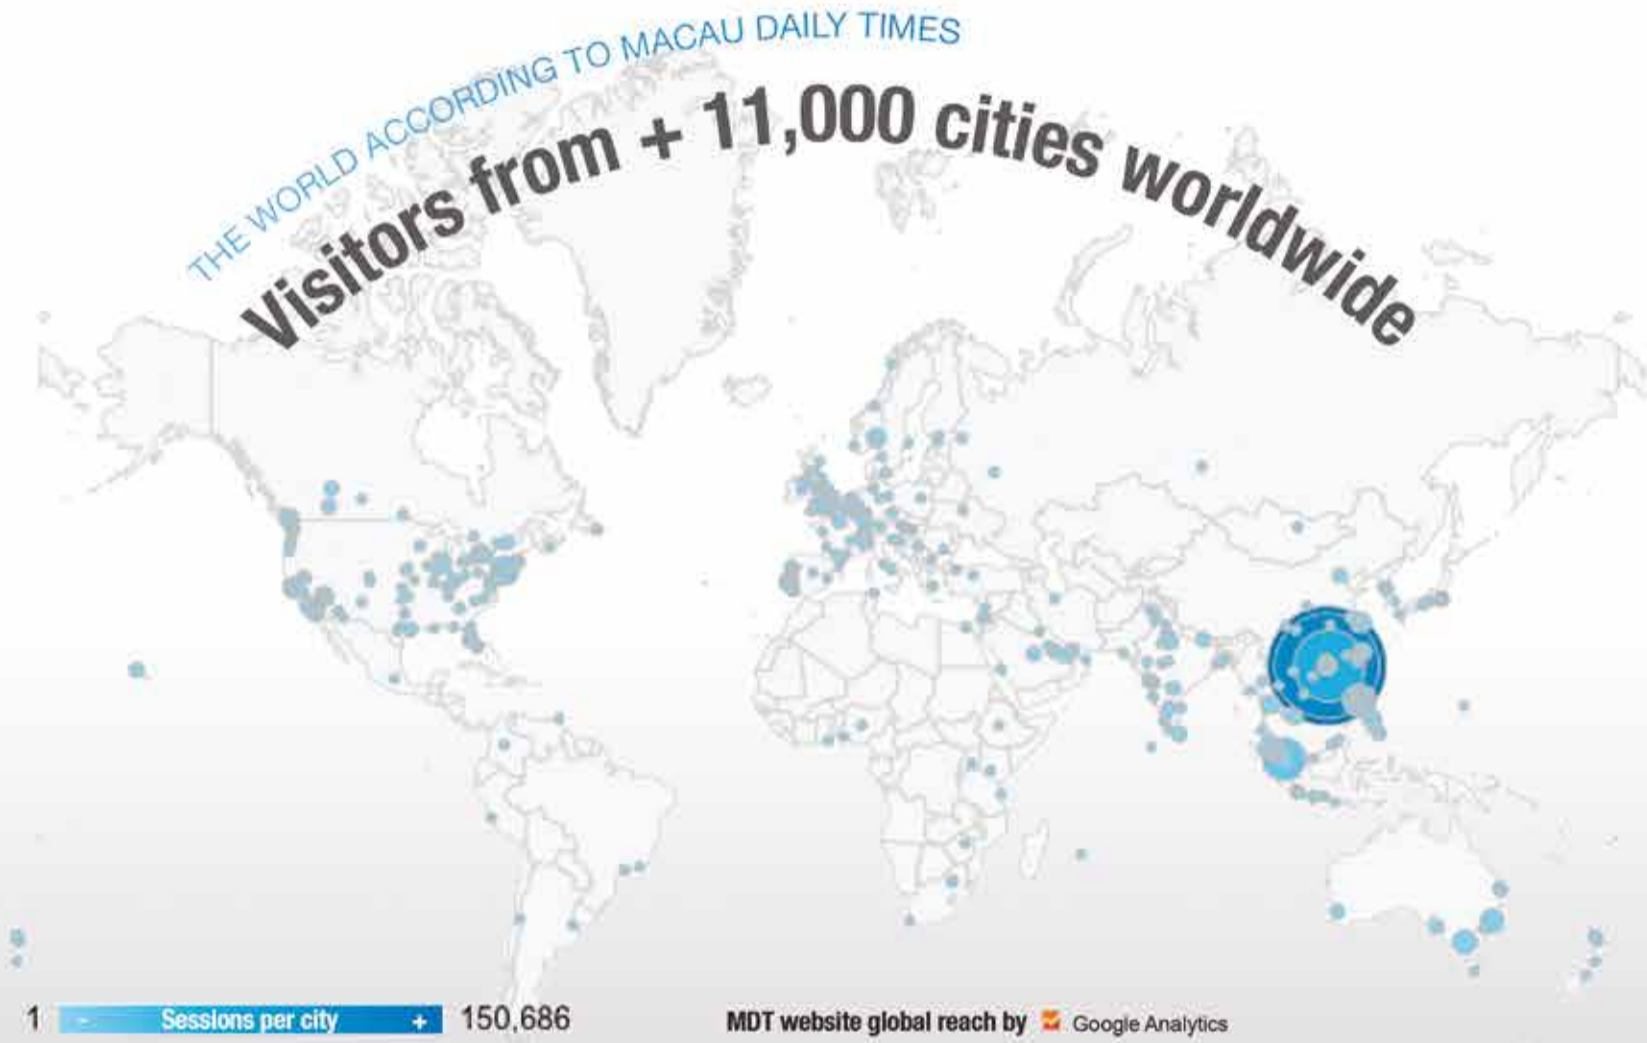 THE WORLD ACCORDING TO MACAU DAILY TIMES
Visitors from + 11,000 cities worldwide
1 - Sessions per city + 150,686
MDT website global reach by Google Analytics